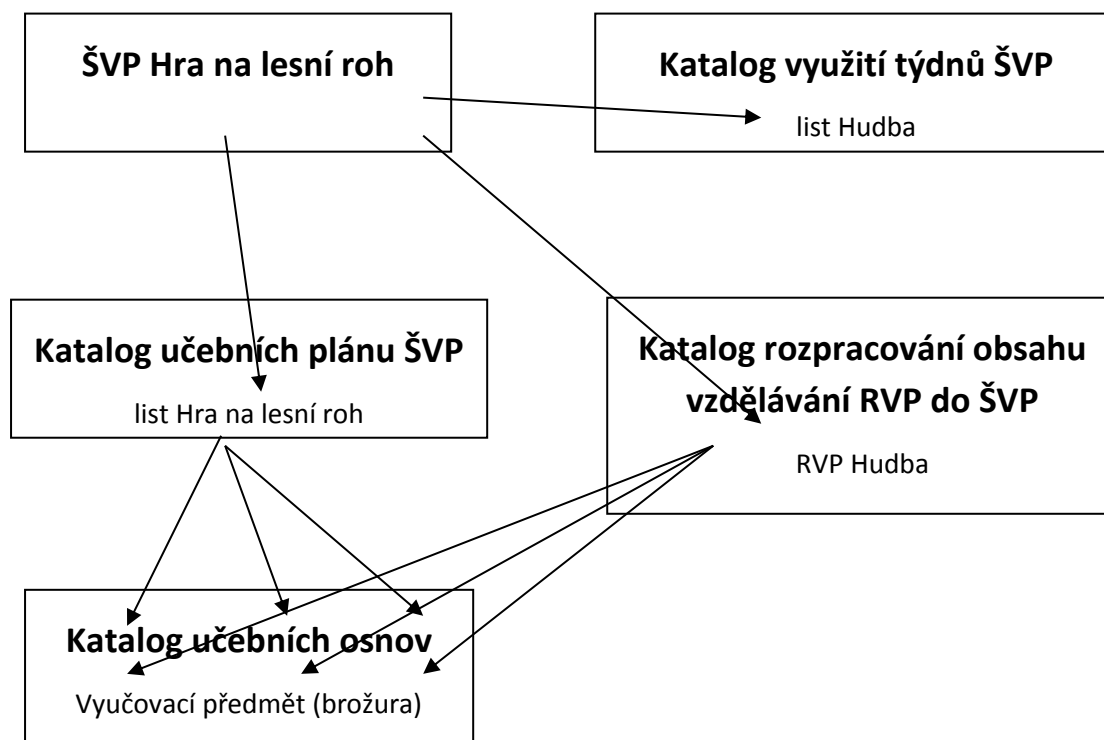 ŠVP Hra na lesní roh
Katalog využití týdnů ŠVP
list Hudba
Katalog učebních plánu ŠVP
list Hra na lesní roh
Katalog rozpracování obsahu
vzdělávání RVP do ŠVP
RVP Hudba
Katalog učebních osnov
Vyučovací předmět (brožura)